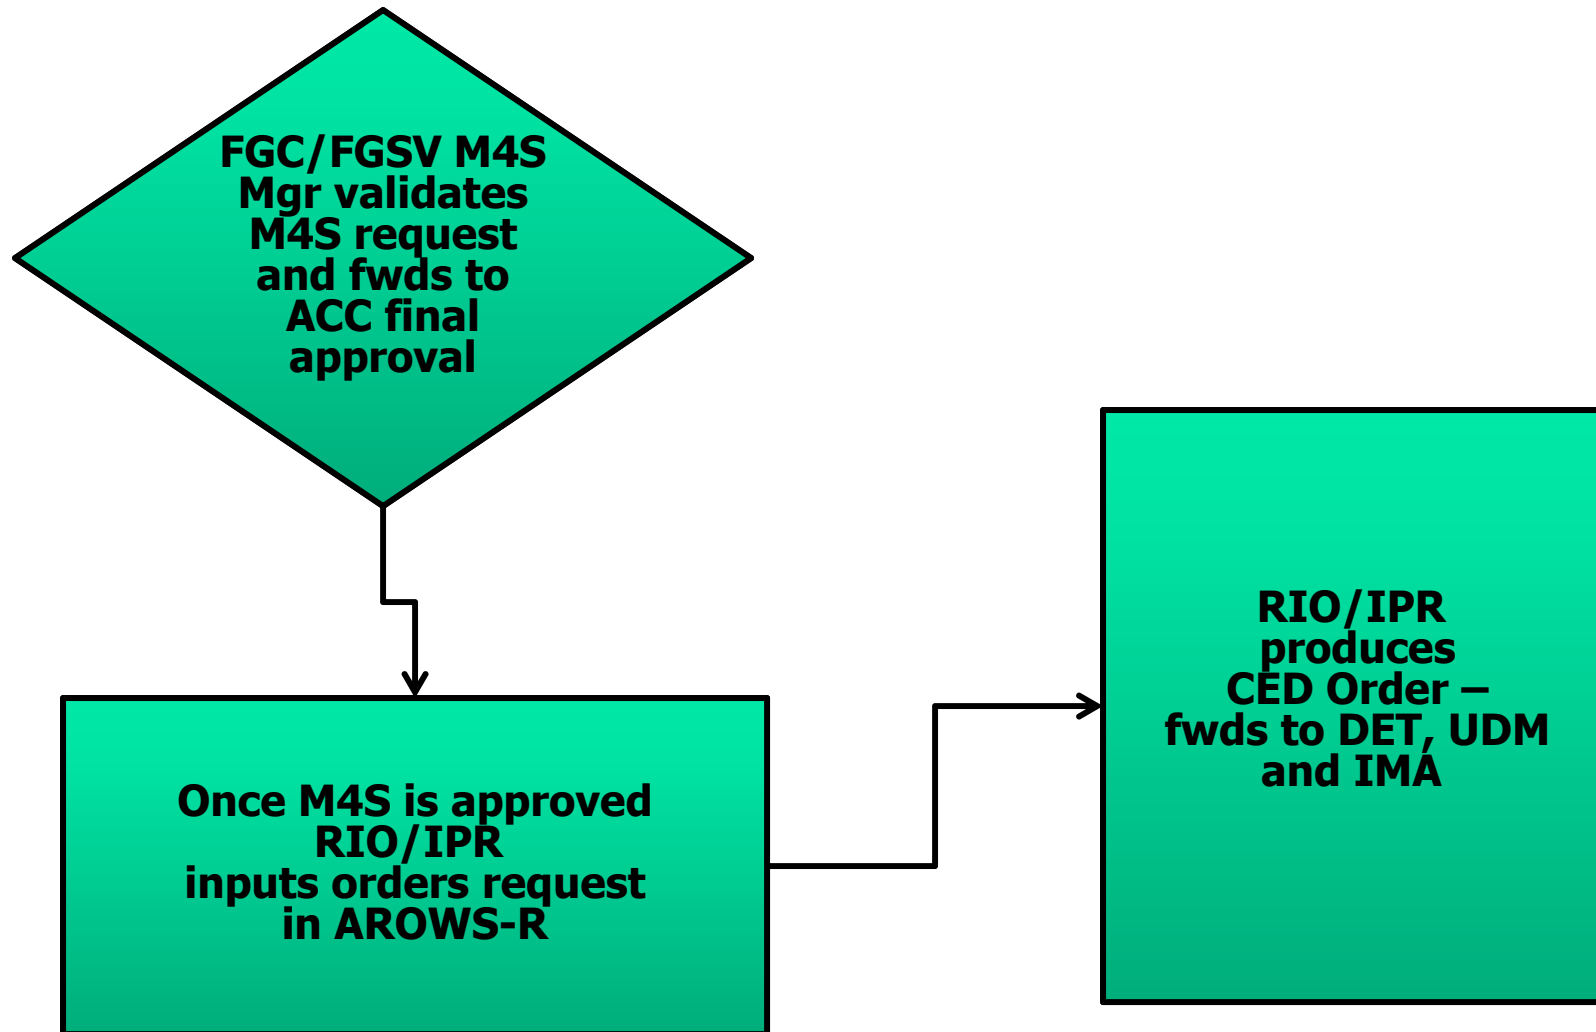 FGC/FGSV M4S
Mgr validates
M4S request
and fwds to
ACC final
approval
Once M4S is approved
RIO/IPR
inputs orders request
in AROWS-R
RIO/IPR
produces
CED Order –
fwds to DET, UDM
and IMA